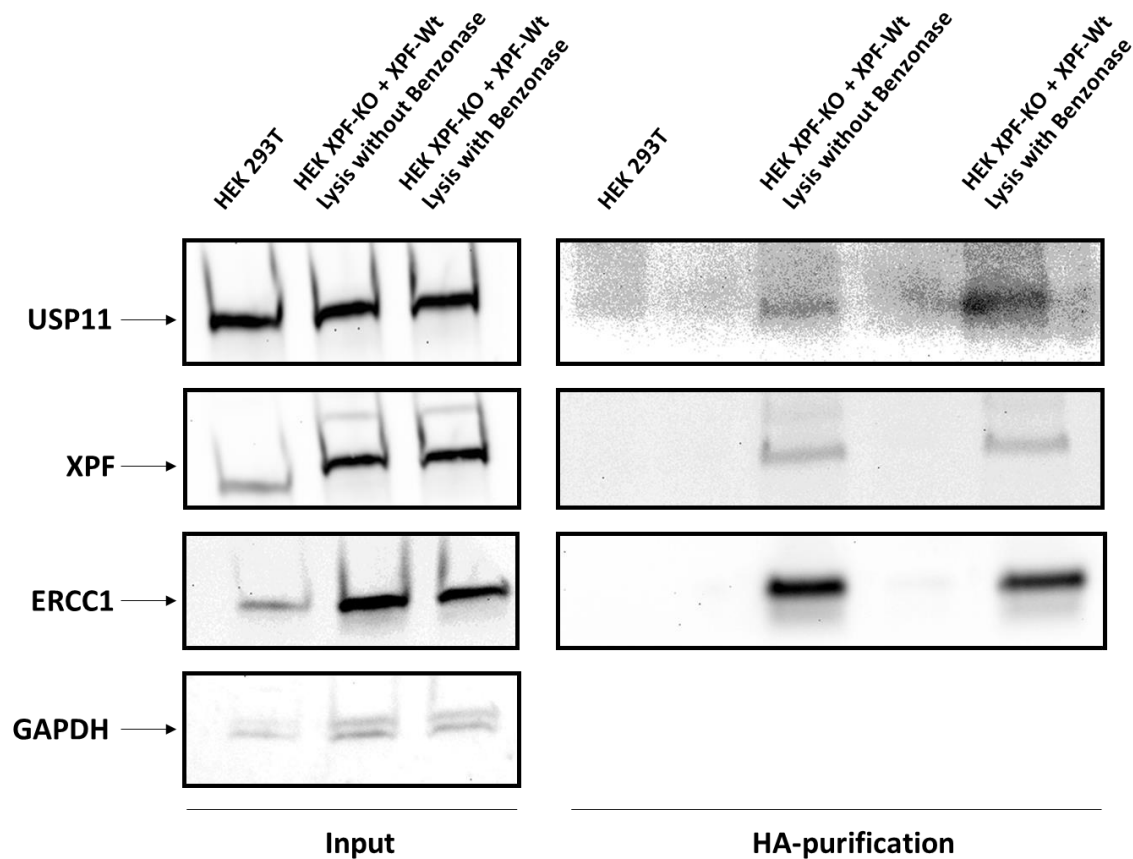 HEK 293T
HEK XPF-KO + XPF-Wt
Lysis without Benzonase
HEK XPF-KO + XPF-Wt
Lysis with Benzonase
HEK 293T
HEK XPF-KO + XPF-Wt
Lysis without Benzonase
HEK XPF-KO + XPF-Wt
Lysis with Benzonase
USP11
XPF
ERCC1
GAPDH
Input
HA-purification